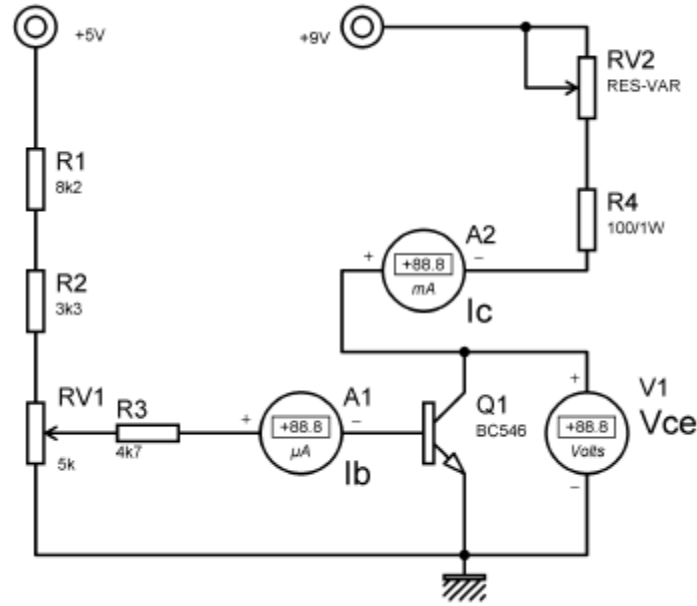 +5V
+9V
RV2
RES-VAR
R1
8k2
R4
100/1W
A2
+
+88.8
−
mA
Ic
R2
3k3
RV1
5k
R3
4k7
+
+88.8
−
µA
A1
Ib
Q1
BC546
+
+88.8
Volts
−
V1
Vce